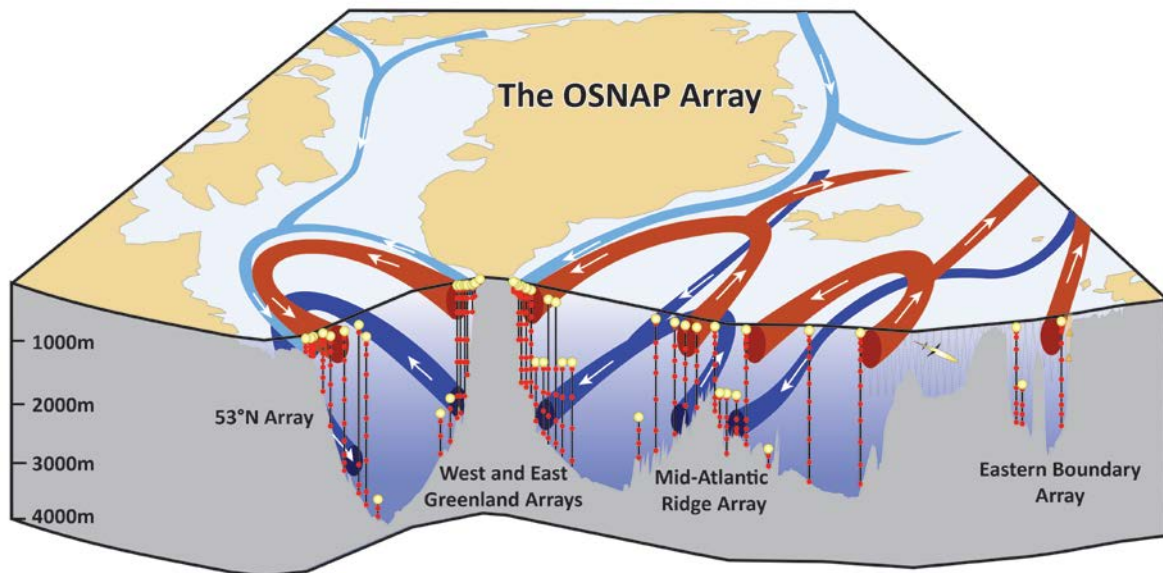 The OSNAP Array
1000m
2000m
3000m
4000m
53°N Array
West and East
Greenland Arrays
Mid-Atlantic
Ridge Array
Eastern Boundary
Array